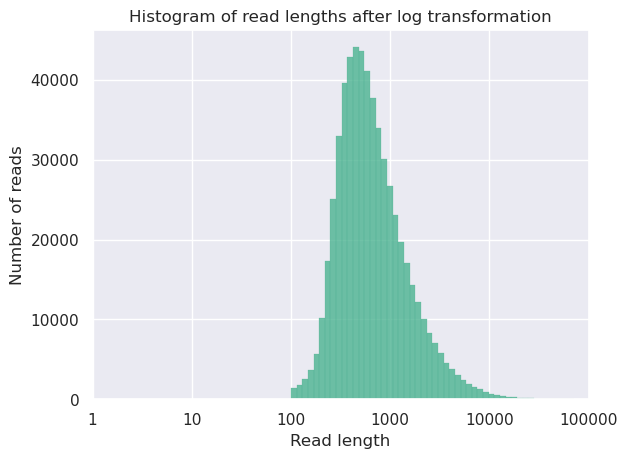 Histogram of read lengths after log transformation
Number of reads
40000
30000
20000
10000
0
1 10 100 1000 10000 100000
Read length